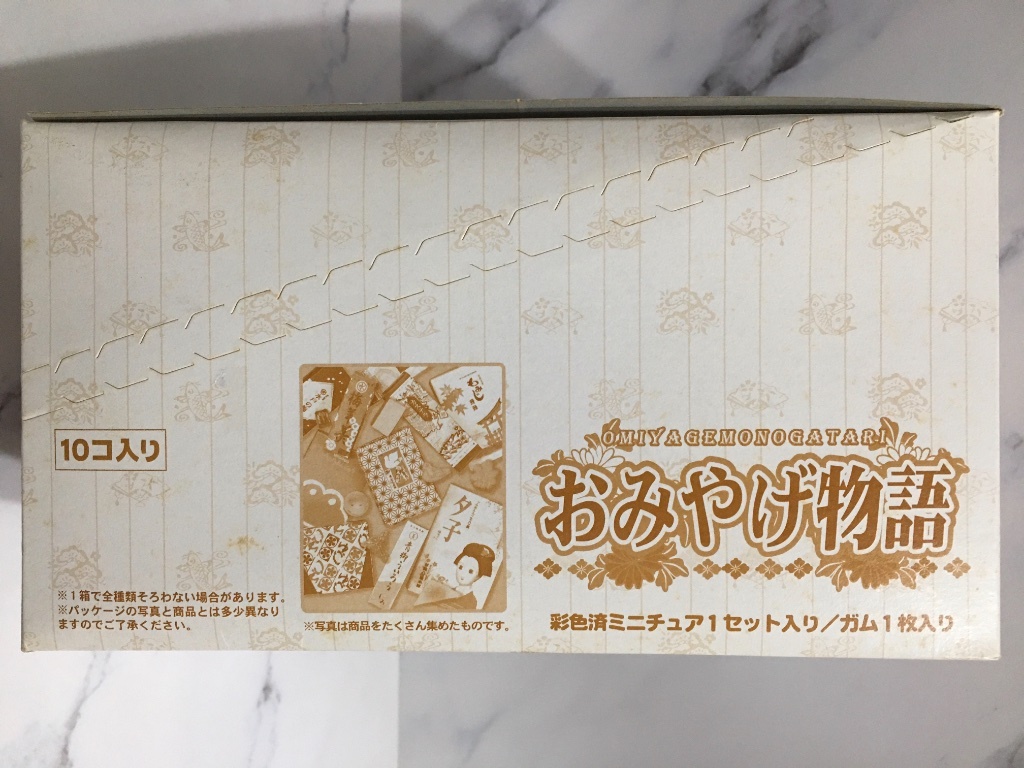 10コ入り
※1箱で全種類そろわない場合があります。
※パッケージの写真と商品とは多少異なり
ますのでご了承ください。
夕子
※写真は商品をたくさん集めたものです。
OMIYAGEMONOGATARI
おみやげ物語
彩色済ミニチュア1セット入り/ガム1枚入り